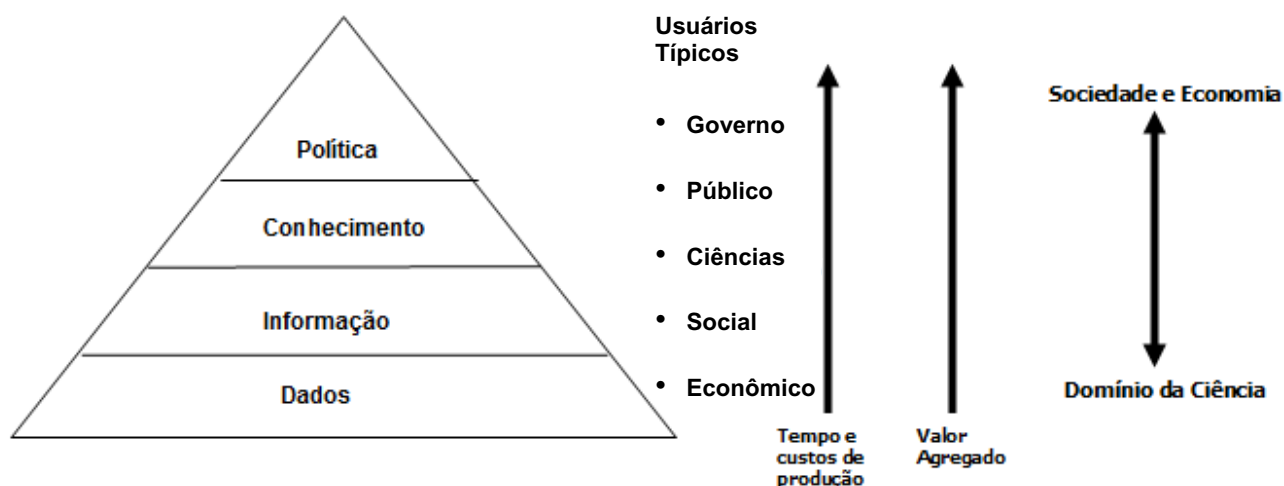 Política
Conhecimento
Informação
Dados
Usuários
Típicos
• Governo
• Público
• Ciências
• Social
• Econômico
Tempo e
custos de
produção
Valor
Agregado
Sociedade e Economia
Domínio da Ciência